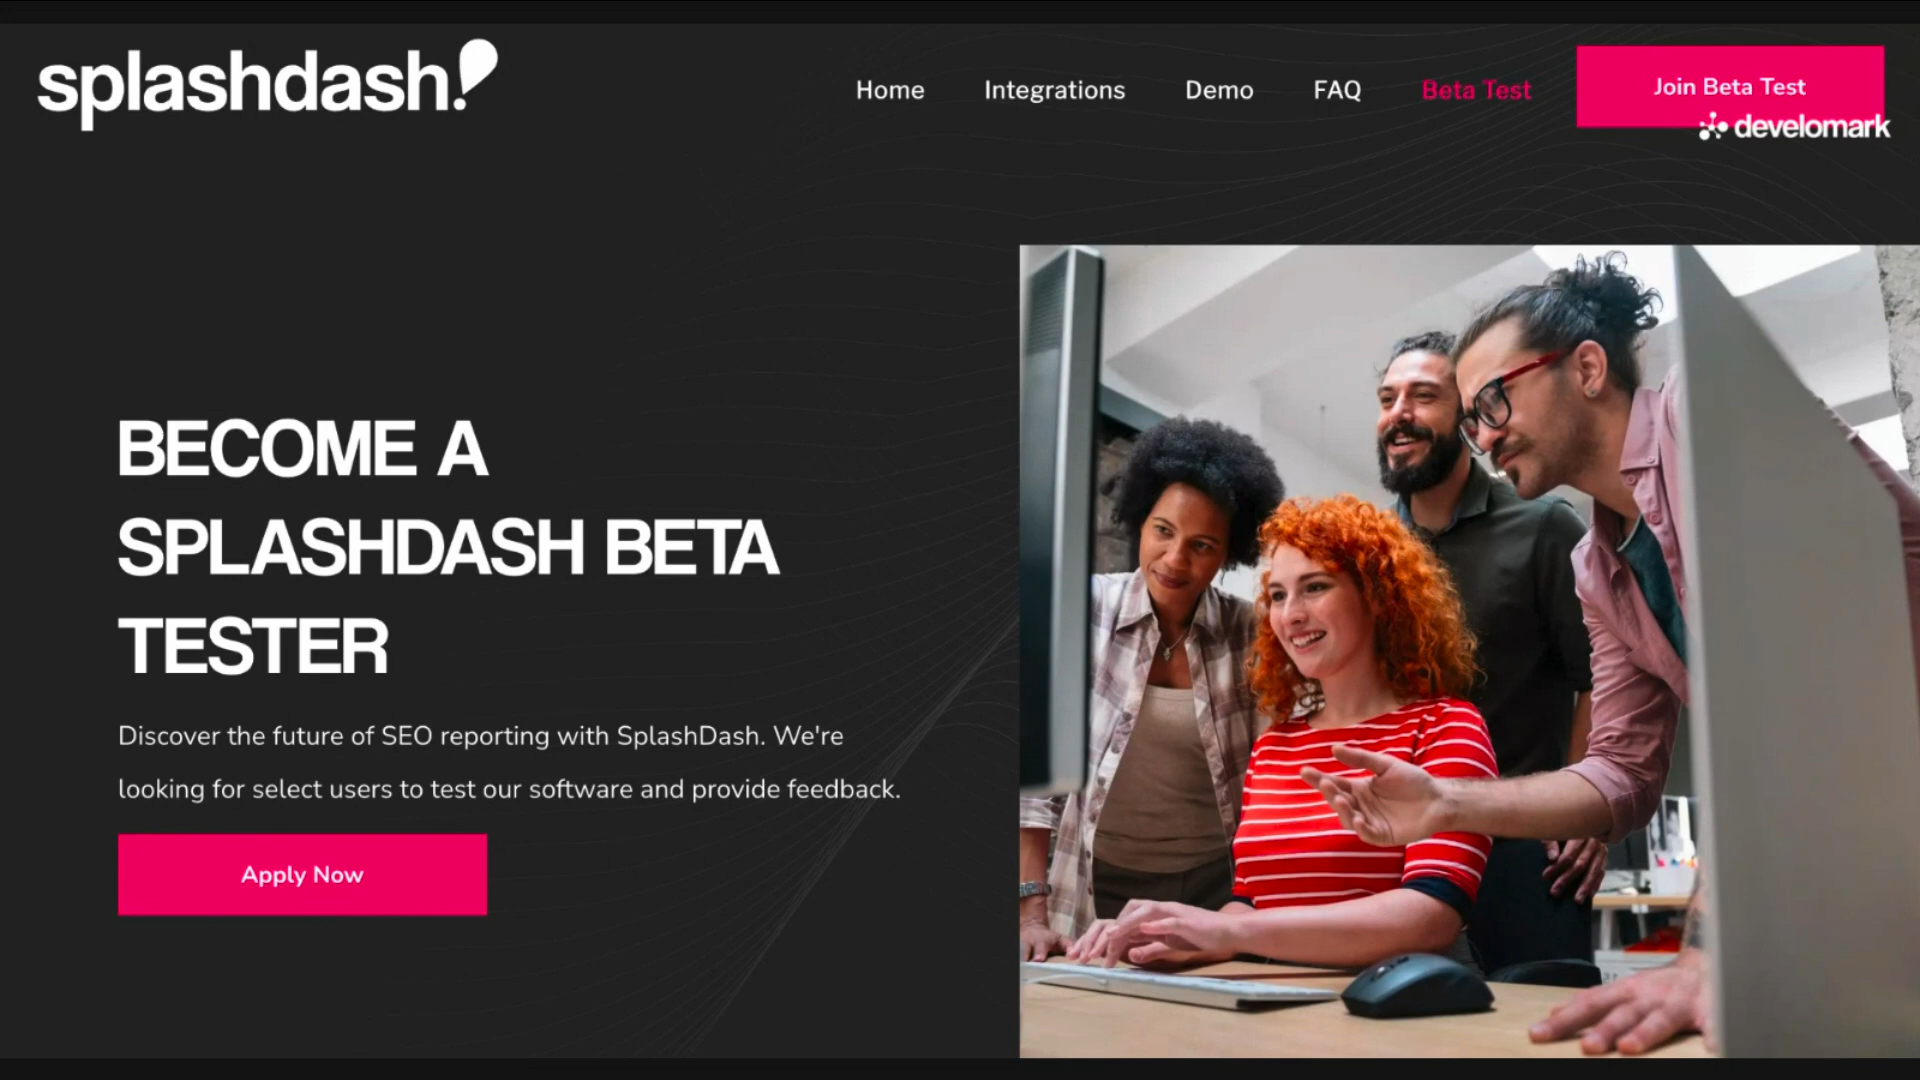 splashdash!
Home Integrations Demo FAQ Beta Test Join Beta Test
develomark
BECOME A
SPLASHDASH BETA
TESTER
Discover the future of SEO reporting with SplashDash. We're
looking for select users to test our software and provide feedback.
Apply Now